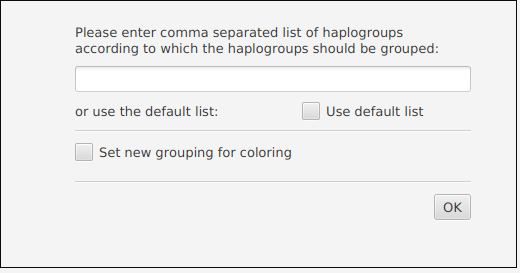 Please enter comma separated list of haplogroups
according to which the haplogroups should be grouped:
or use the default list: Use default list
Set new grouping for coloring
OK